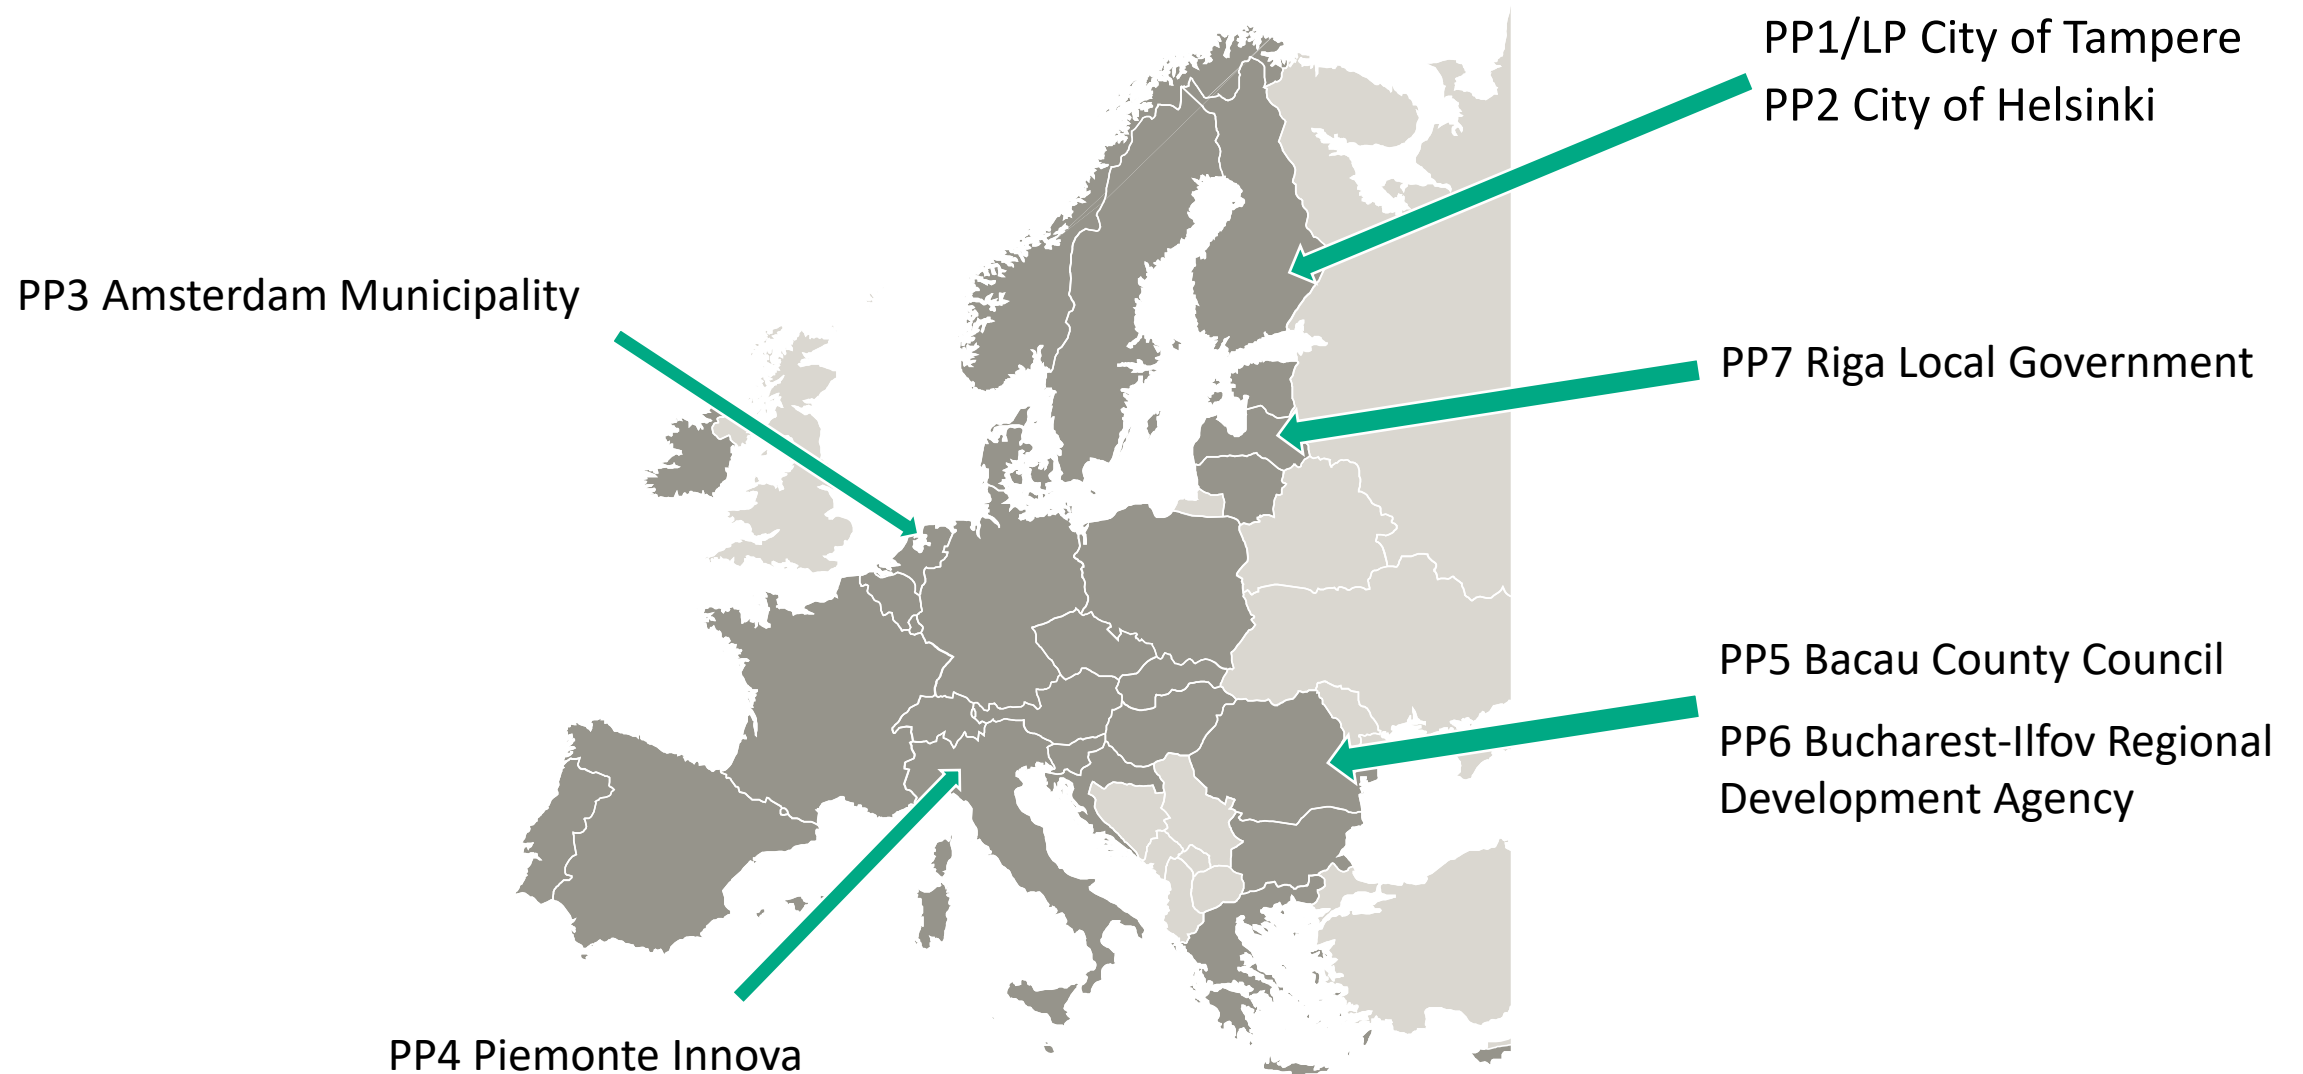 PP1/LP City of Tampere
PP2 City of Helsinki
PP3 Amsterdam Municipality
PP7 Riga Local Government
PP5 Bacau County Council
PP6 Bucharest-Ilfov Regional
Development Agency
PP4 Piemonte Innova